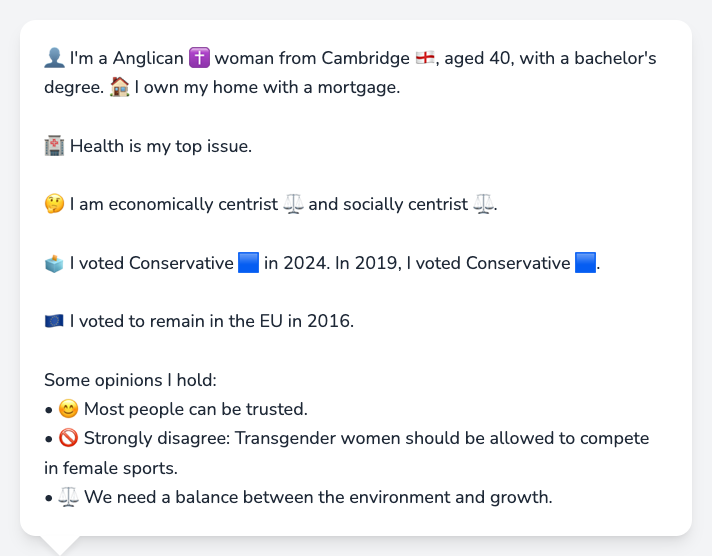 👤 I'm a Anglican ✝️ woman from Cambridge 🏴󠁧󠁢󠁥󠁮󠁧󠁿, aged 40, with a bachelor's
degree. 🏠 I own my home with a mortgage.
🏥 Health is my top issue.
🤔 I am economically centrist ⚖️ and socially centrist ⚖️.
🗳️ I voted Conservative 🟦 in 2024. In 2019, I voted Conservative 🟦.
🇪🇺 I voted to remain in the EU in 2016.
Some opinions I hold:
• 😊 Most people can be trusted.
• 🚫 Strongly disagree: Transgender women should be allowed to compete
in female sports.
• ⚖️ We need a balance between the environment and growth.